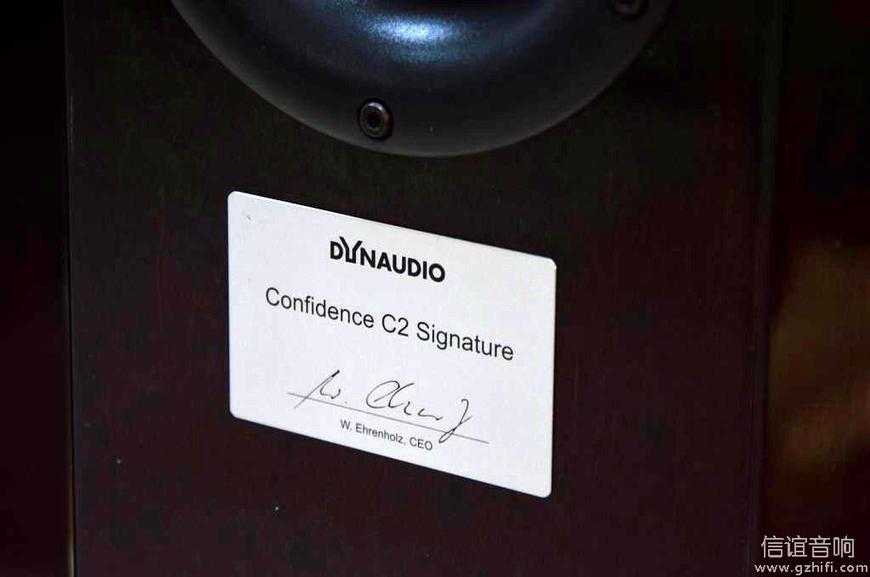 DYNAUDIO
Confidence C2 Signature
W. Ehrenholz, CEO
信谊音响
www.gzhifi.com